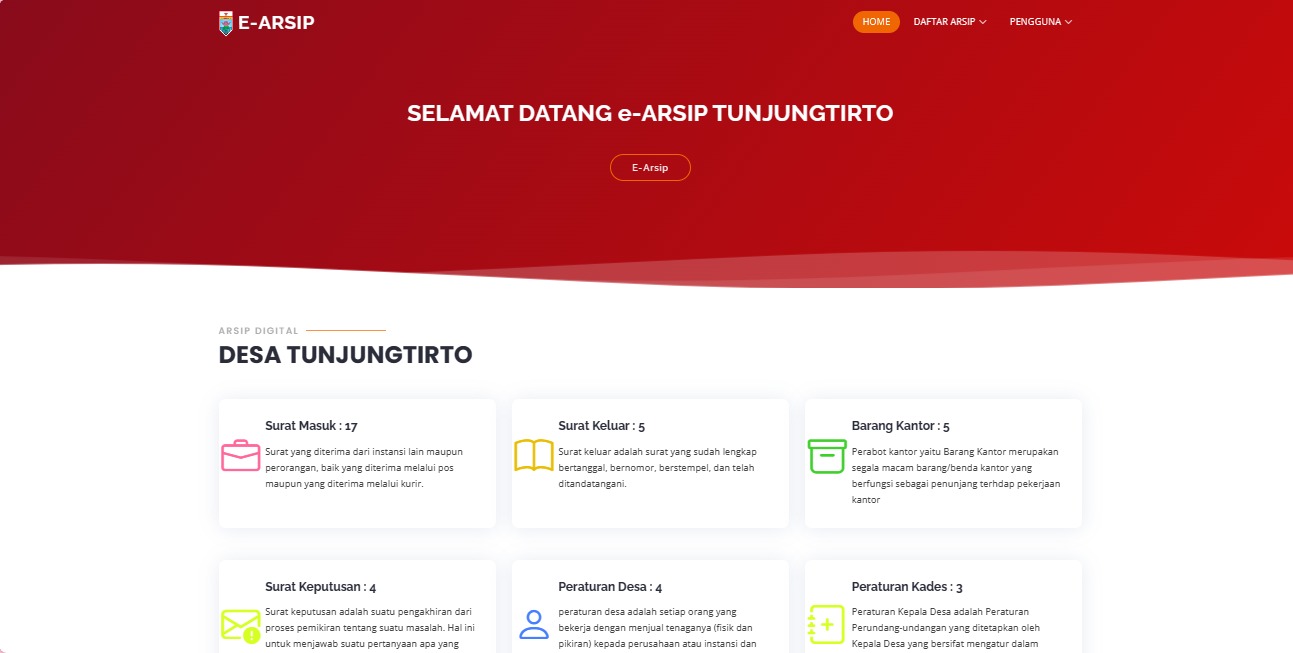 E-ARSIP
HOME
DAFTAR ARSIP
PENGGUNA
SELAMAT DATANG e-ARSIP TUNJUNGTIRTO
E-Arsip
ARSIP DIGITAL
DESA TUNJUNGTIRTO
Surat Masuk : 17
Surat yang diterima dari instansi lain maupun
perorangan, baik yang diterima melalui pos
maupun yang diterima melalui kurir.
Surat Keluar : 5
Surat keluar adalah surat yang sudah lengkap
bertanggal, bernomor, berstempel, dan telah
ditandatangani.
Barang Kantor : 5
Perabot kantor yaitu Barang Kantor merupakan
segala macam barang/benda kantor yang
berfungsi sebagai penunjang terhdap pekerjaan
kantor
Surat Keputusan : 4
Surat keputusan adalah suatu pengakhiran dari
proses pemikiran tentang suatu masalah. Hal ini
untuk menjawab suatu pertanyaan apa yang
Peraturan Desa : 4
peraturan desa adalah setiap orang yang
bekerja dengan menjual tenaganya (fisik dan
pikiran) kepada perusahaan atau instansi dan
Peraturan Kades : 3
Peraturan Kepala Desa adalah Peraturan
Perundang-undangan yang ditetapkan oleh
Kepala Desa yang bersifat mengatur dalam